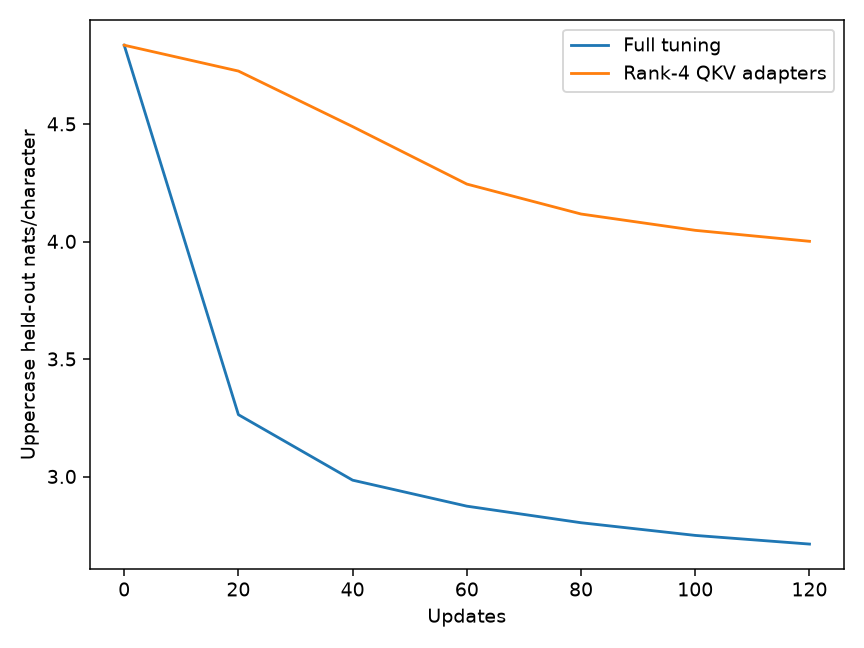 Full tuning
Rank-4 QKV adapters
Uppercase held-out nats/character
4.5
4.0
3.5
3.0
0 20 40 60 80 100 120
Updates